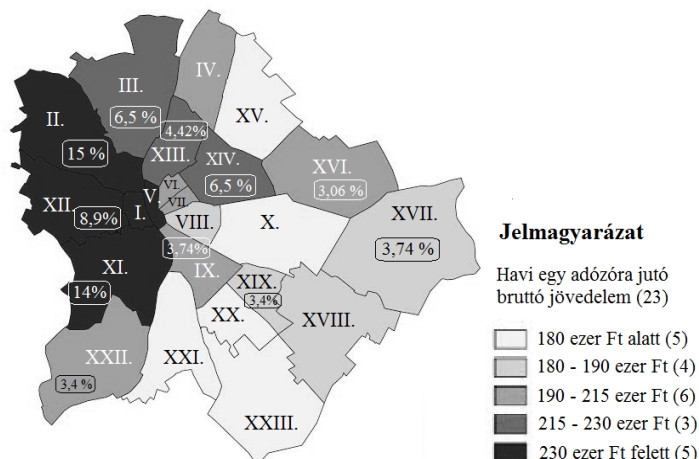 IV.
III.
XV.
II.
6,5 %
4,42%
15 %
XIII.
XIV.
XVI.
6,5 %
3,06 %
VI.
V.
VII.
XII.
I.
8,9%
VIII.
X.
XVII.
3,74%
3,74 %
XI.
IX.
XIX.
14%
3,4%
XX.
XVIII.
XXII.
XXI.
3,4 %
XXIII.
Jelmagyarázat
Havi egy adózóra jutó
bruttó jövedelem (23)
180 ezer Ft alatt (5)
180 - 190 ezer Ft (4)
190 - 215 ezer Ft (6)
215 - 230 ezer Ft (3)
230 ezer Ft felett (5)